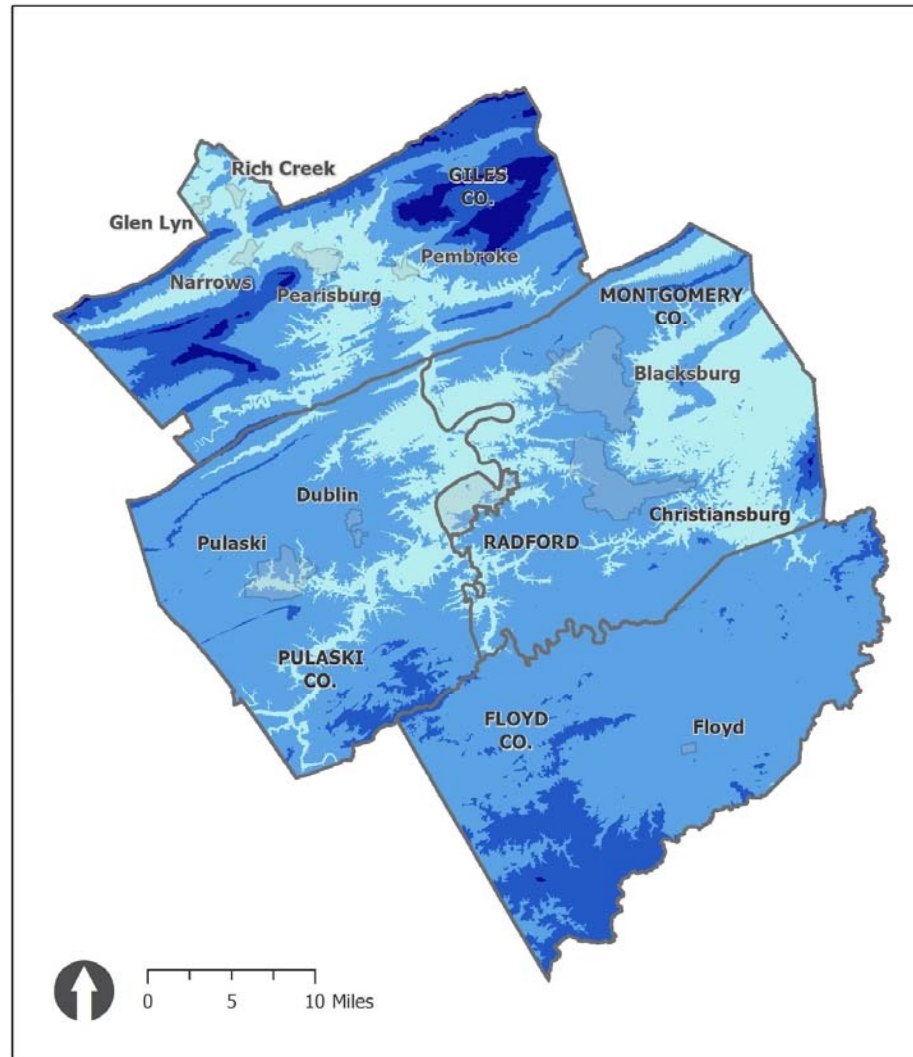 Rich Creek
GILES
CO.
Glen Lyn
Pembroke
Narrows
Pearisburg
MONTGOMERY
CO.
Blacksburg
Dublin
Christiansburg
Pulaski
RADFORD
PULASKI
CO.
FLOYD
CO.
Floyd
0 5 10 Miles